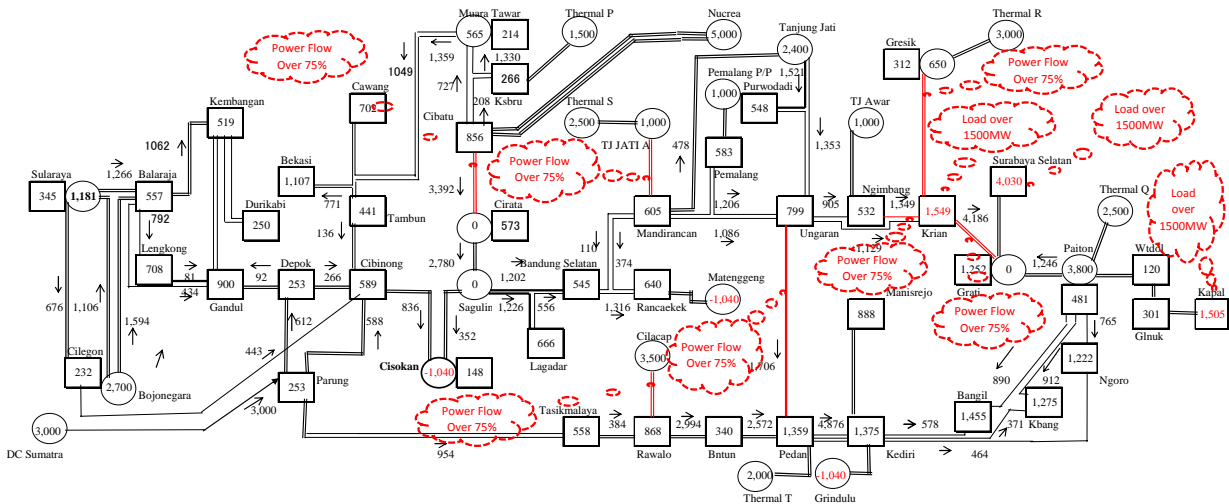 Muara Tawar
Thermal P
Nucrea
Tanjung Jati
Thermal R
Gresik
565
214
1,500
5,000
2,400
3,000
312
650
Power Flow
Over 75%
1,330
1,359
1049
1,521
Power Flow
Over 75%
Cawang
702
727
266
Ksbru
Pemalang P/P
Purwodadi
1,000
548
TJ Awar
1,000
Load over
1500MW
Load over
1500MW
Kembangan
519
208
Cibatu
856
Thermal S
2,500
1,000
TJ JATI A
478
583
Pemalang
1,353
1062
Bekasi
1,107
771
Power Flow
Over 75%
Surabaya Selatan
4,030
Thermal Q
2,500
Load
over
1500MW
Sularaya
345
1,181
1,266
Balaraja
557
792
Durikabi
250
441
Tambun
136
3,392
Cirata
0
573
605
Mandirancan
1,206
1,086
799
Ungaran
905
Ngimbang
532
1,349
1,129
1,549
Krian
4,186
Lengkong
708
81
434
900
Gandul
92
Depok
253
266
Cibinong
589
2,780
0
Sagulin
1,202
1,226
Bandung Selatan
545
556
110
374
1,316
640
Rancaekek
Matenggeng
-1,040
Power Flow
Over 75%
1,252
Grati
0
1,246
Paiton
3,800
Wtdol
120
676
1,106
1,594
612
588
836
352
666
Lagadar
Manisrejo
888
Power Flow
Over 75%
481
765
301
Glnuk
Kapal
1,505
Cilegon
232
2,700
Bojonegara
443
253
Parung
Cisokan
-1,040
148
Cilacap
3,500
Power Flow
Over 75%
1,706
890
912
1,222
Ngoro
3,000
3,000
DC Sumatra
954
Power Flow
Over 75%
Tasikmalaya
558
384
868
Rawalo
2,994
340
Bntun
2,572
1,359
Pedan
4,876
1,375
Kediri
578
464
Bangil
1,455
371
1,275
Kbang
2,000
Thermal T
-1,040
Grindulu